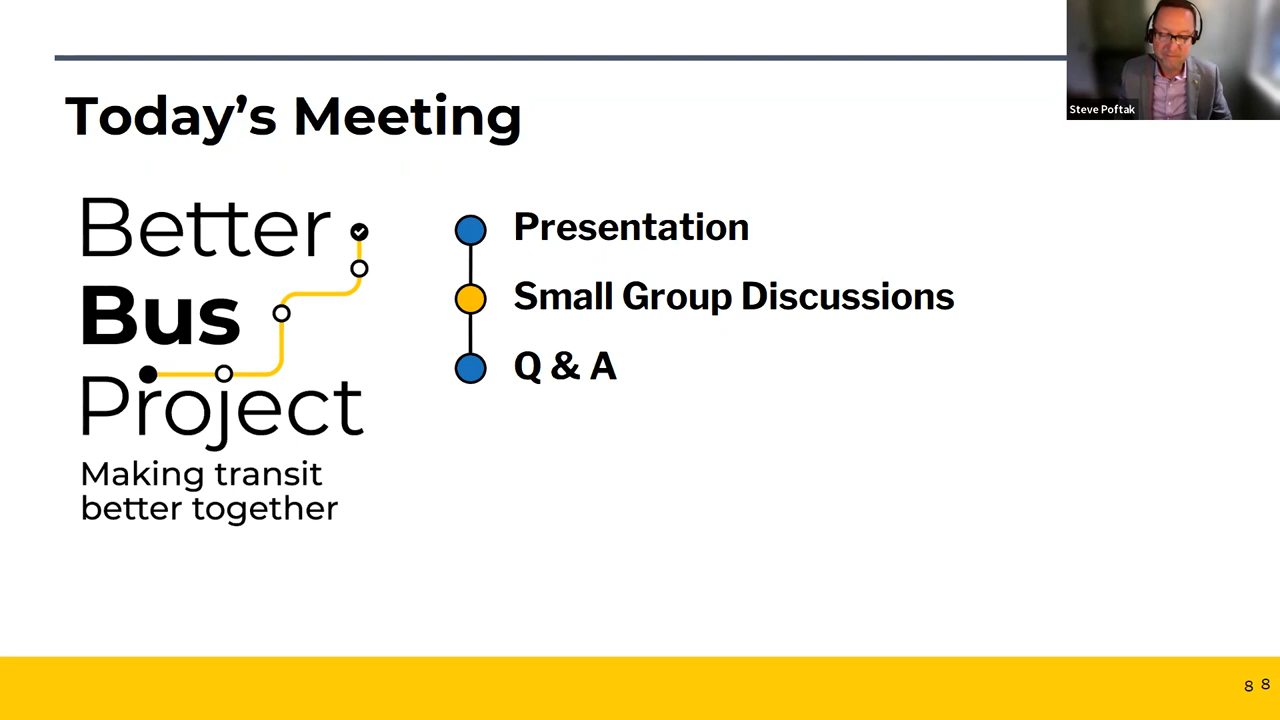 Steve Poftak
Today's Meeting
Better
Bus
Project
Making transit
better together
Presentation
Small Group Discussions
Q & A
8 8